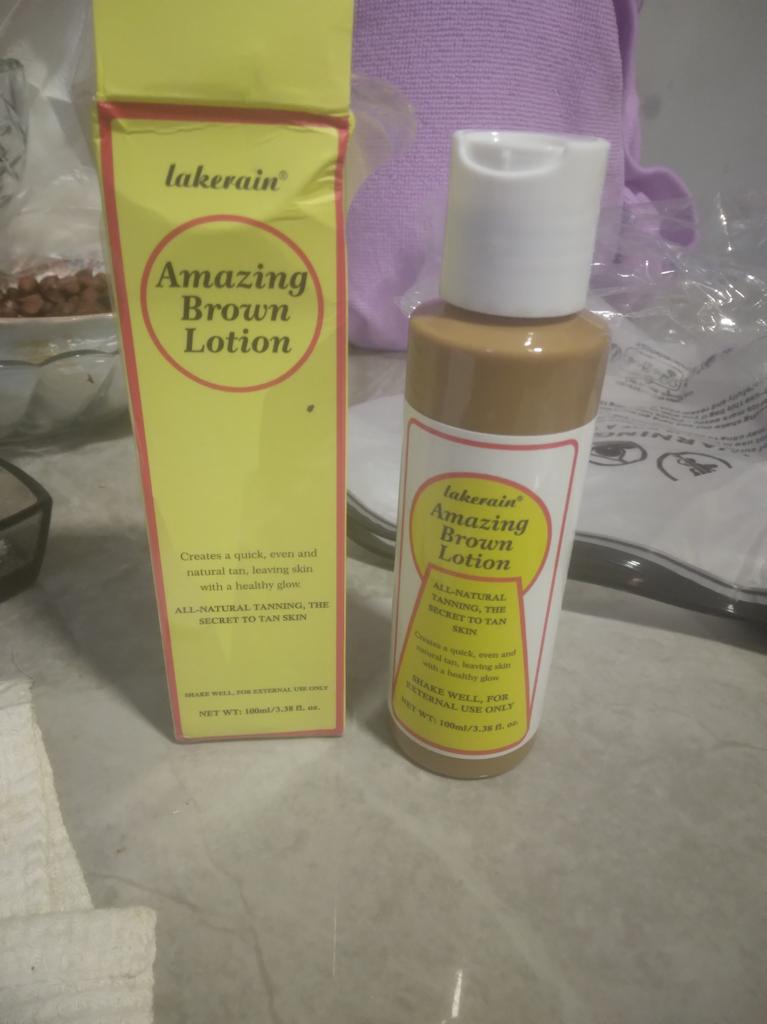 lakerain®
Amazing
Brown
Lotion
Creates a quick, even and
natural tan, leaving skin
with a healthy glow.
ALL-NATURAL TANNING, THE
SECRET TO TAN SKIN
SHAKE WELL, FOR EXTERNAL USE ONLY
NET WT: 100ml/3.38 fl. oz.
lakerain®
Amazing
Brown
Lotion
ALL-NATURAL
TANNING, THE
SECRET TO TAN
SKIN
Creates a quick, even and
natural tan, leaving skin
with a healthy glow.
SHAKE WELL, FOR
EXTERNAL USE ONLY
NET WT: 100ml/3.38 fl. oz.